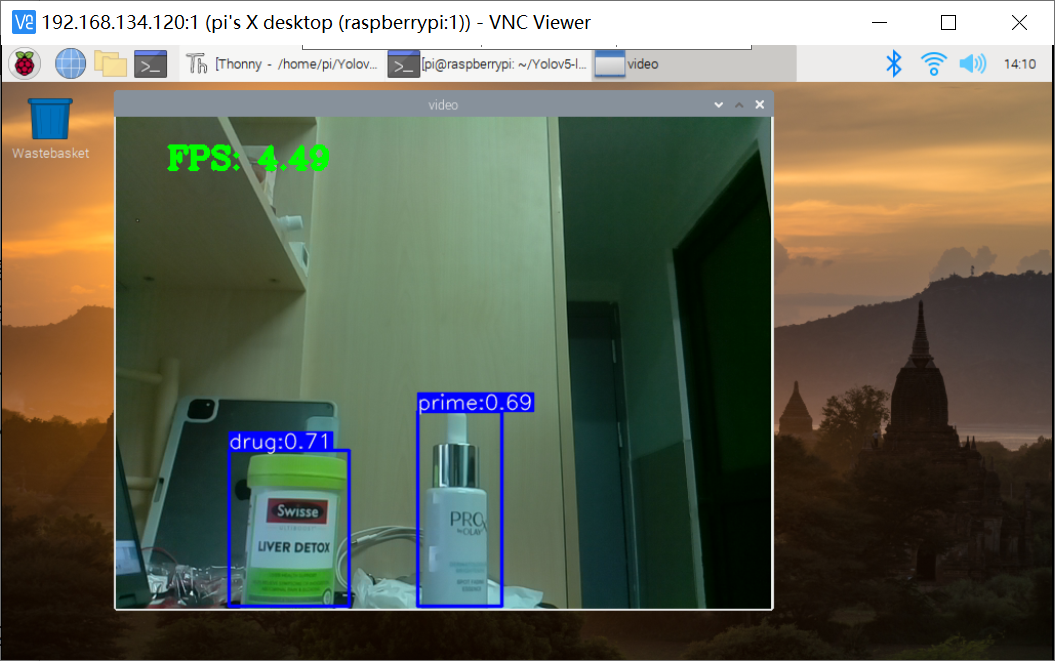 192.168.134.120:1 (pi's X desktop (raspberrypi:1)) - VNC Viewer
[Thonny - /home/pi/Yolov...
[pi@raspberrypi: ~/Yolov5-l...
video
14:10
Wastebasket
video
FPS: 4.49
prime:0.69
drug:0.71
Swisse
LIVER DETOX
PRO X
BY OLAY